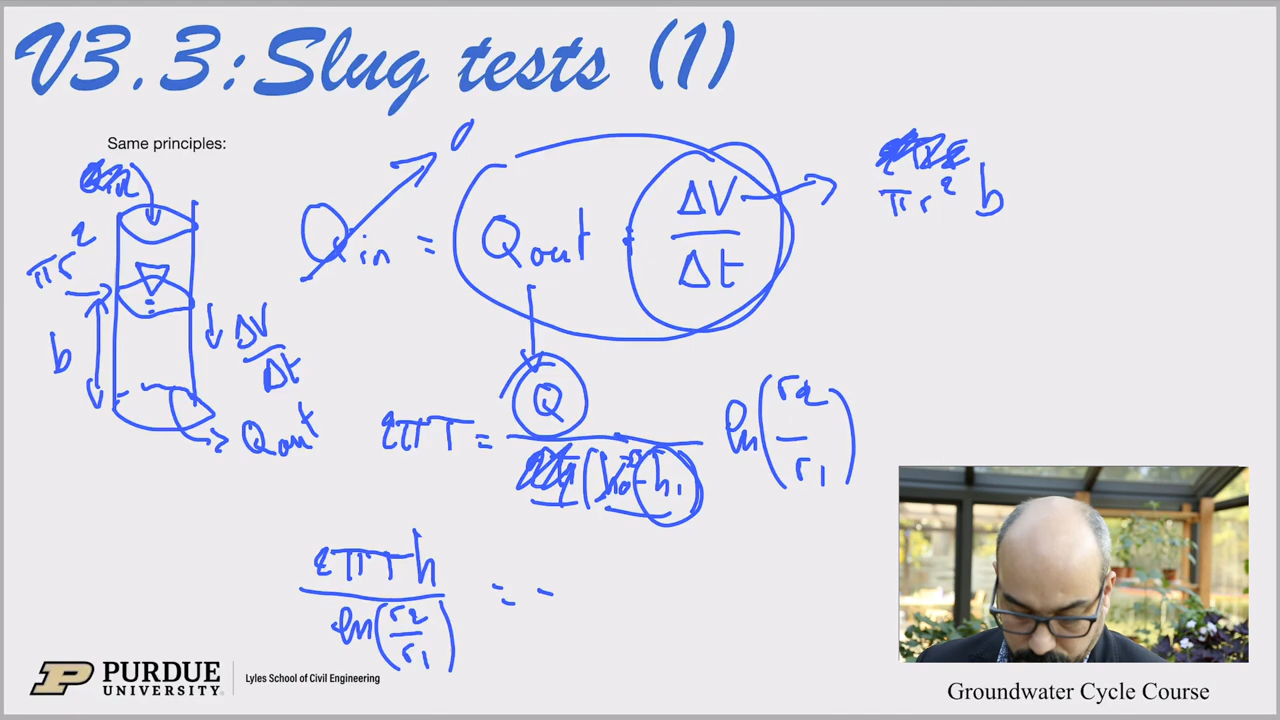 V3.3: Slug tests (1)
Same principles:
πr²
b
ΔV
Δt
Qout
Qin = Qout ΔV
Δt
0
πr² b
2πT = Q
(h₁)
ln(r2
r1)
2πTh
ln(r2
r1)
= -
PURDUE
UNIVERSITY
Lyles School of Civil Engineering
Groundwater Cycle Course